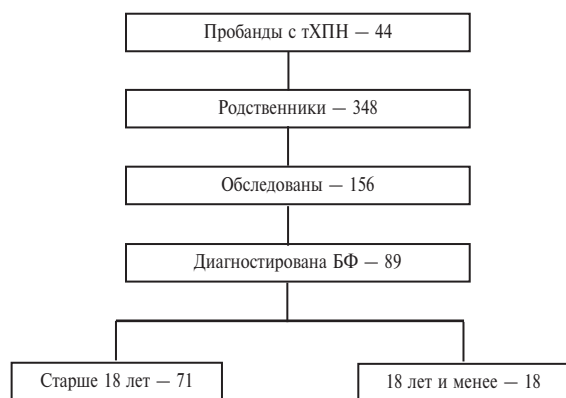 Пробанды с тХПН — 44
Родственники — 348
Обследованы — 156
Диагностирована БФ — 89
Старше 18 лет — 71
18 лет и менее — 18